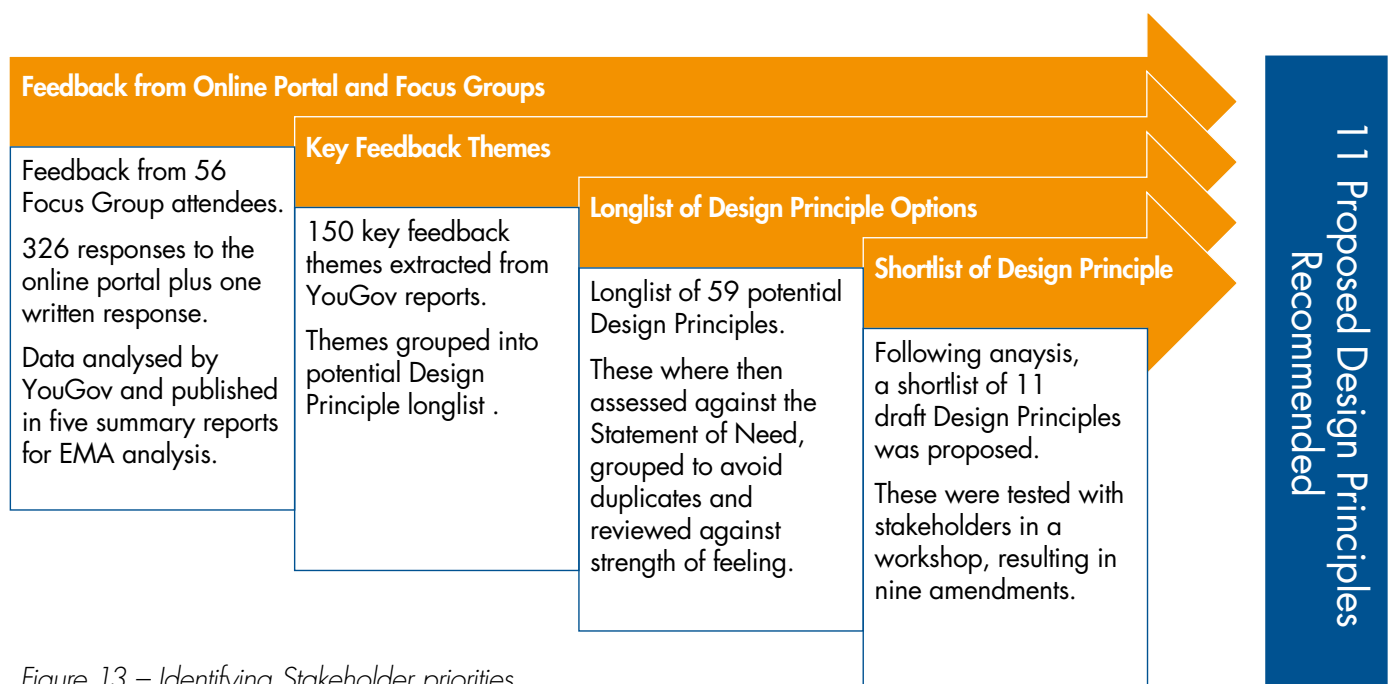 Feedback from Online Portal and Focus Groups
Feedback from 56
Focus Group attendees.
326 responses to the
online portal plus one
written response.
Data analysed by
YouGov and published
in five summary reports
for EMA analysis.
Key Feedback Themes
150 key feedback
themes extracted from
YouGov reports.
Themes grouped into
potential Design
Principle longlist .
Longlist of Design Principle Options
Longlist of 59 potential
Design Principles.
These where then
assessed against the
Statement of Need,
grouped to avoid
duplicates and
reviewed against
strength of feeling.
Shortlist of Design Principle
Following anaysis,
a shortlist of 11
draft Design Principles
was proposed.
These were tested with
stakeholders in a
workshop, resulting in
nine amendments.
11 Proposed Design Principles
Recommended
Figure 13 – Identifying Stakeholder priorities